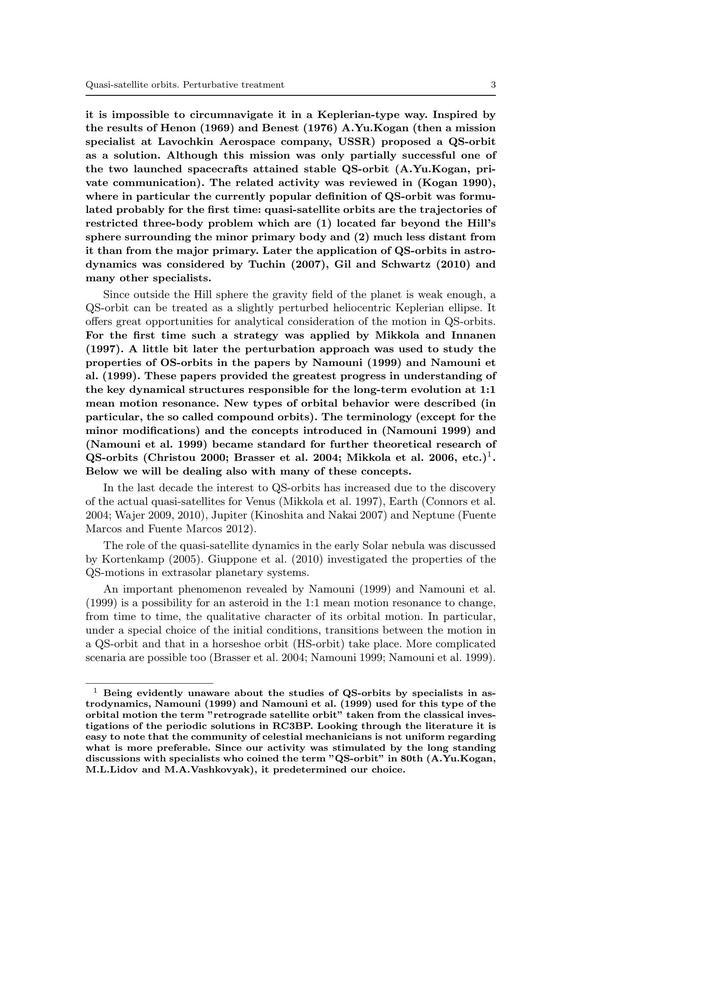 Quasi-satellite orbits. Perturbative treatment 3
it is impossible to circumnavigate it in a Keplerian-type way. Inspired by
the results of Henon (1969) and Benest (1976) A.Yu.Kogan (then a mission
specialist at Lavochkin Aerospace company, USSR) proposed a QS-orbit
as a solution. Although this mission was only partially successful one of
the two launched spacecrafts attained stable QS-orbit (A.Yu.Kogan, pri-
vate communication). The related activity was reviewed in (Kogan 1990),
where in particular the currently popular definition of QS-orbit was formu-
lated probably for the first time: quasi-satellite orbits are the trajectories of
restricted three-body problem which are (1) located far beyond the Hill's
sphere surrounding the minor primary body and (2) much less distant from
it than from the major primary. Later the application of QS-orbits in astro-
dynamics was considered by Tuchin (2007), Gil and Schwartz (2010) and
many other specialists.
Since outside the Hill sphere the gravity field of the planet is weak enough, a
QS-orbit can be treated as a slightly perturbed heliocentric Keplerian ellipse. It
offers great opportunities for analytical consideration of the motion in QS-orbits.
For the first time such a strategy was applied by Mikkola and Innanen
(1997). A little bit later the perturbation approach was used to study the
properties of OS-orbits in the papers by Namouni (1999) and Namouni et
al. (1999). These papers provided the greatest progress in understanding of
the key dynamical structures responsible for the long-term evolution at 1:1
mean motion resonance. New types of orbital behavior were described (in
particular, the so called compound orbits). The terminology (except for the
minor modifications) and the concepts introduced in (Namouni 1999) and
(Namouni et al. 1999) became standard for further theoretical research of
QS-orbits (Christou 2000; Brasser et al. 2004; Mikkola et al. 2006, etc.)1.
Below we will be dealing also with many of these concepts.
In the last decade the interest to QS-orbits has increased due to the discovery
of the actual quasi-satellites for Venus (Mikkola et al. 1997), Earth (Connors et al.
2004; Wajer 2009, 2010), Jupiter (Kinoshita and Nakai 2007) and Neptune (Fuente
Marcos and Fuente Marcos 2012).
The role of the quasi-satellite dynamics in the early Solar nebula was discussed
by Kortenkamp (2005). Giuppone et al. (2010) investigated the properties of the
QS-motions in extrasolar planetary systems.
An important phenomenon revealed by Namouni (1999) and Namouni et al.
(1999) is a possibility for an asteroid in the 1:1 mean motion resonance to change,
from time to time, the qualitative character of its orbital motion. In particular,
under a special choice of the initial conditions, transitions between the motion in
a QS-orbit and that in a horseshoe orbit (HS-orbit) take place. More complicated
scenaria are possible too (Brasser et al. 2004; Namouni 1999; Namouni et al. 1999).
1 Being evidently unaware about the studies of QS-orbits by specialists in as-
trodynamics, Namouni (1999) and Namouni et al. (1999) used for this type of the
orbital motion the term "retrograde satellite orbit" taken from the classical inves-
tigations of the periodic solutions in RC3BP. Looking through the literature it is
easy to note that the community of celestial mechanicians is not uniform regarding
what is more preferable. Since our activity was stimulated by the long standing
discussions with specialists who coined the term "QS-orbit" in 80th (A.Yu.Kogan,
M.L.Lidov and M.A.Vashkovyak), it predetermined our choice.